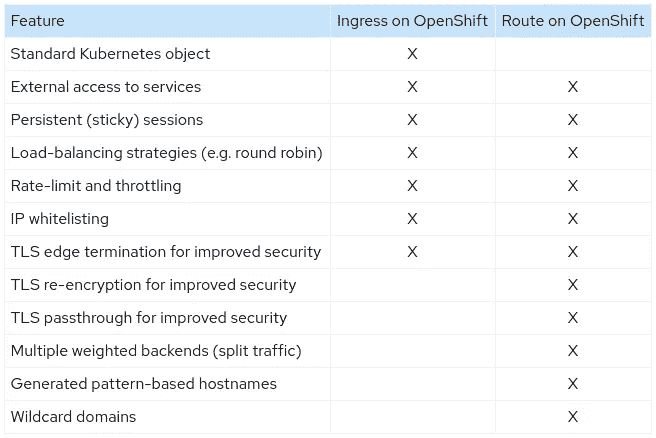 Feature Ingress on OpenShift Route on OpenShift
Standard Kubernetes object X
External access to services X X
Persistent (sticky) sessions X X
Load-balancing strategies (e.g. round robin) X X
Rate-limit and throttling X X
IP whitelisting X X
TLS edge termination for improved security X X
TLS re-encryption for improved security X
TLS passthrough for improved security X
Multiple weighted backends (split traffic) X
Generated pattern-based hostnames X
Wildcard domains X